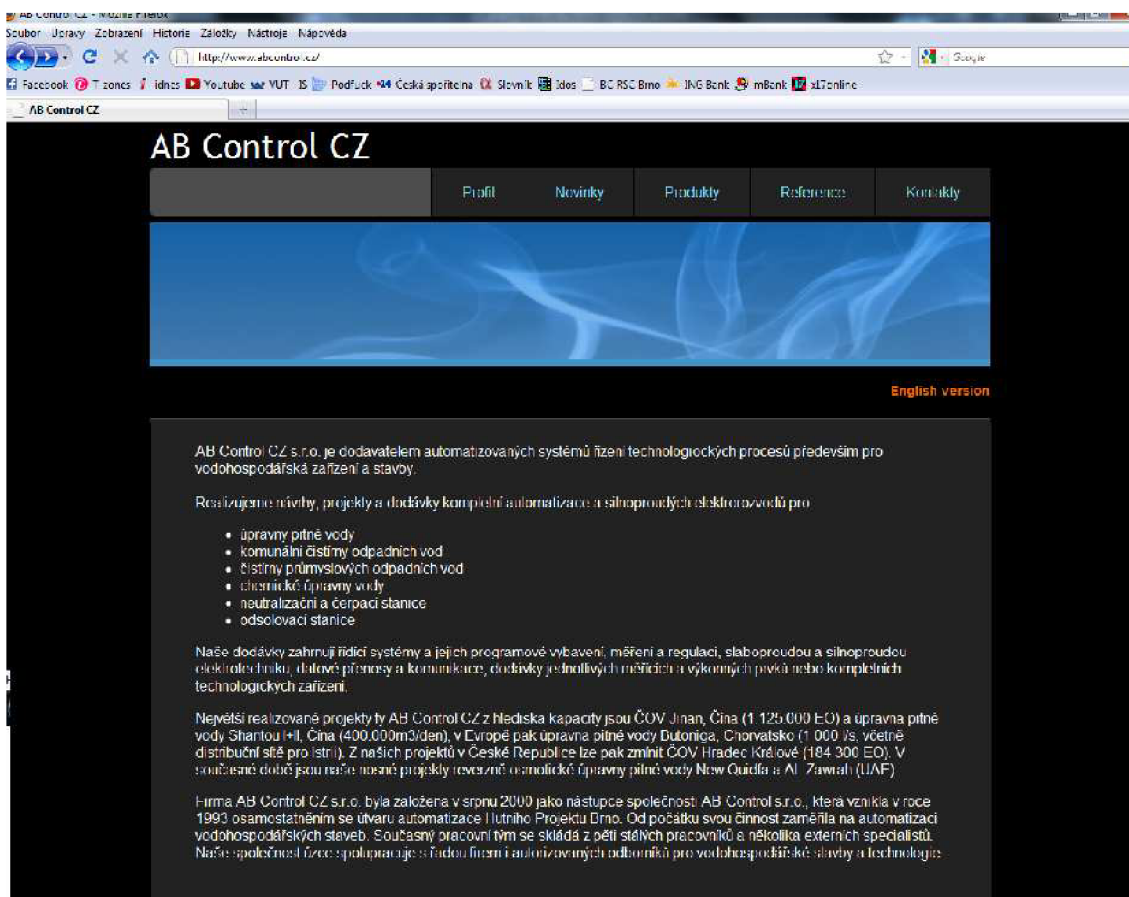 AB Control CZ - Mozilla Firefox
Soubor Úpravy Zobrazení Historie Záložky Nástroje Nápověda
http://www.abcontrol.cz/
Google
Facebook T-zones idnes Youtube VUT IS Podfuck Česká spořitelna Slovník Idos BC RSC Brno ING Bank mBank xLTonline
AB Control CZ
AB Control CZ
Profil Novinky Produkty Reference Kontakty
English version
AB Control CZ s.r.o. je dodavatelem automatizovaných systémů řízení technologiockých procesů především pro
vodohospodářská zařízení a stavby.
Realizujeme návrhy, projekty a dodávky kompletní automatizace a silnoproudých elektrorozvodů pro
• úpravny pitné vody
• komunální čistírny odpadních vod
• čistírny průmyslových odpadních vod
• chemické úpravny vody
• neutralizační a čerpací stanice
• odsolovací stanice
Naše dodávky zahrnují řídící systémy a jejich programové vybavení, měření a regulaci, slaboproudou a silnoproudou
elektrotechniku, datové přenosy a komunikace, dodávky jednotlivých měřících a výkonných prvků nebo kompletních
technologických zařízení.
Největší realizované projekty fy AB Control CZ z hlediska kapacity jsou ČOV Jinan, Čína (1 125.000 EO) a úpravna pitné
vody Shantou I+II, Čína (400.000m3/den), v Evropě pak úpravna pitné vody Butoniga, Chorvatsko (1 000 l/s, včetně
distribuční sítě pro Istrii). Z našich projektů v České Republice lze pak zmínit ČOV Hradec Králové (184 300 EO). V
současné době jsou naše nosné projekty reverzně osmotické úpravny pitné vody New Quidfa a AL Zawrah (UAE)
Firma AB Control CZ s.r.o. byla založena v srpnu 2000 jako nástupce společnosti AB Control s.r.o., která vznikla v roce
1993 osamostatněním se útvaru automatizace Hutního Projektu Brno. Od počátku svou činnost zaměřila na automatizaci
vodohospodářských staveb. Současný pracovní tým se skládá z pěti stálých pracovníků a několika externích specialistů.
Naše společnost úzce spolupracuje s řadou firem i autorizovaných odborníků pro vodohospodářské stavby a technologie